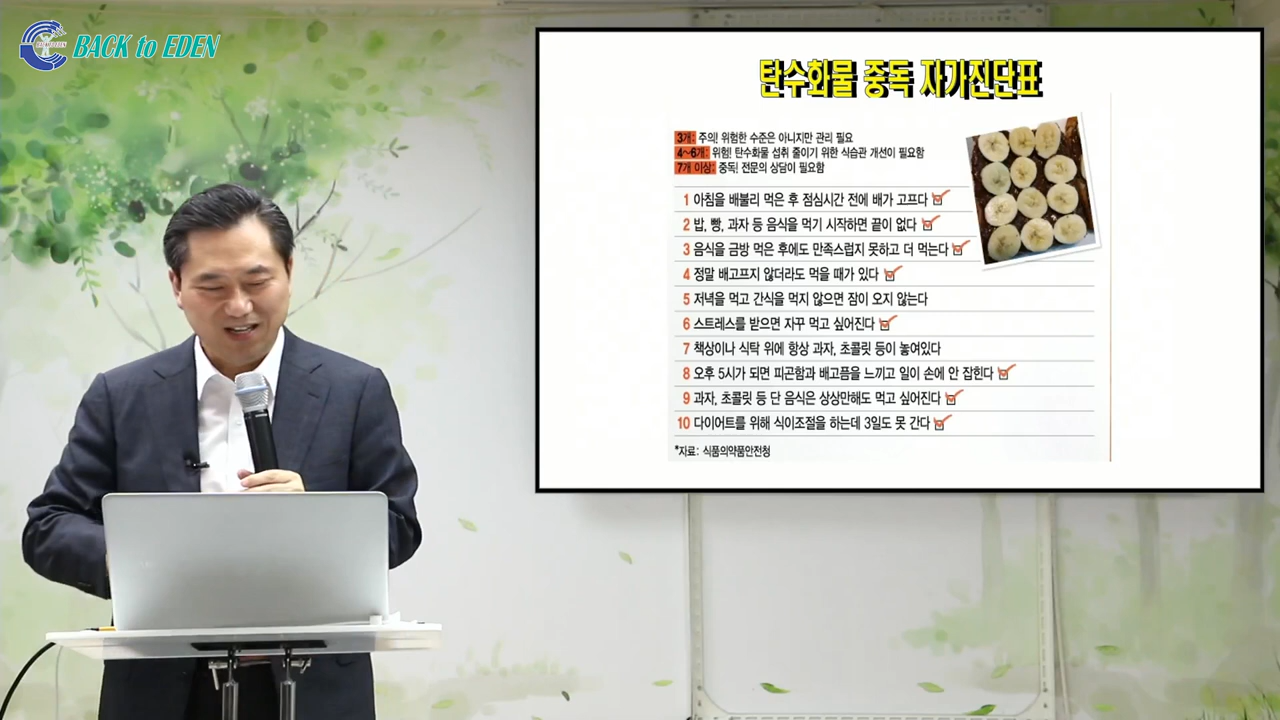 BACK to EDEN
탄수화물 중독 자가진단표
3개: 주의! 위험한 수준은 아니지만 관리 필요
4~6개: 위험! 탄수화물 섭취 줄이기 위한 식습관 개선이 필요함
7개 이상: 중독! 전문의 상담이 필요함
1 아침을 배불리 먹은 후 점심시간 전에 배가 고프다
2 밥, 빵, 과자 등 음식을 먹기 시작하면 끝이 없다
3 음식을 금방 먹은 후에도 만족스럽지 못하고 더 먹는다
4 정말 배고프지 않더라도 먹을 때가 있다
5 저녁을 먹고 간식을 먹지 않으면 잠이 오지 않는다
6 스트레스를 받으면 자꾸 먹고 싶어진다
7 책상이나 식탁 위에 항상 과자, 초콜릿 등이 놓여있다
8 오후 5시가 되면 피곤함과 배고픔을 느끼고 일이 손에 안 잡힌다
9 과자, 초콜릿 등 단 음식은 상상만해도 먹고 싶어진다
10 다이어트를 위해 식이조절을 하는데 3일도 못 간다
*자료: 식품의약품안전청